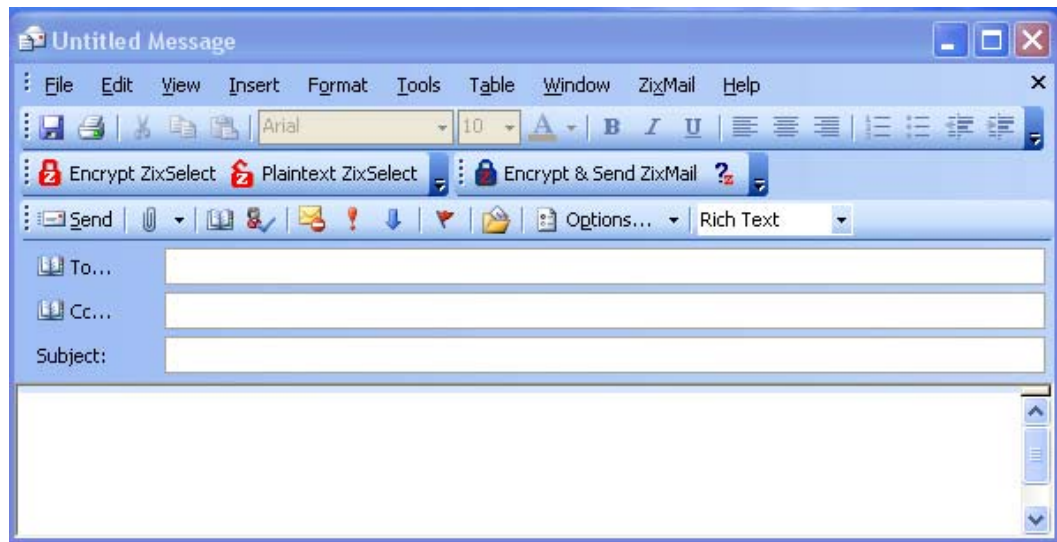 Untitled Message
File Edit View Insert Format Tools Table Window ZixMail Help
Arial 10 A B I U
Encrypt ZixSelect Plaintext ZixSelect Encrypt & Send ZixMail
Send Options... Rich Text
To...
Cc...
Subject: